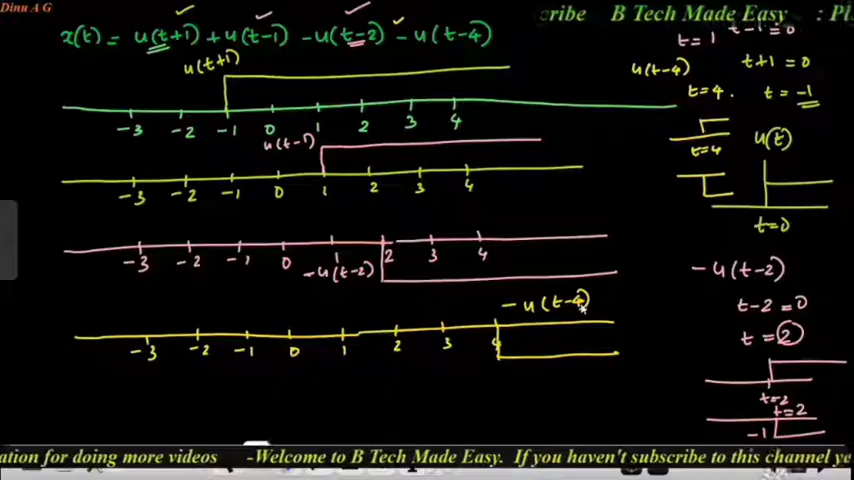 Dinu A G
cribe B Tech Made Easy : Pl
x(t) = u(t+1) + u(t-1) - u(t-2) - u(t-4)
t=1 t-1=0
u(t+1)
u(t-4)
t+1=0
t=4. t=-1
-3 -2 -1 0 1 2 3 4
u(t-1)
t=4 u(t)
-3 -2 -1 0 1 2 3 4
t=0
-3 -2 -1 0 1 2 3 4
-u(t-2)
-u(t-2)
-u(t-4)
t-2=0
t=2
-3 -2 -1 0 1 2 3 4
t=2
t=2
-1
ation for doing more videos -Welcome to B Tech Made Easy. If you haven't subscribe to this channel ye